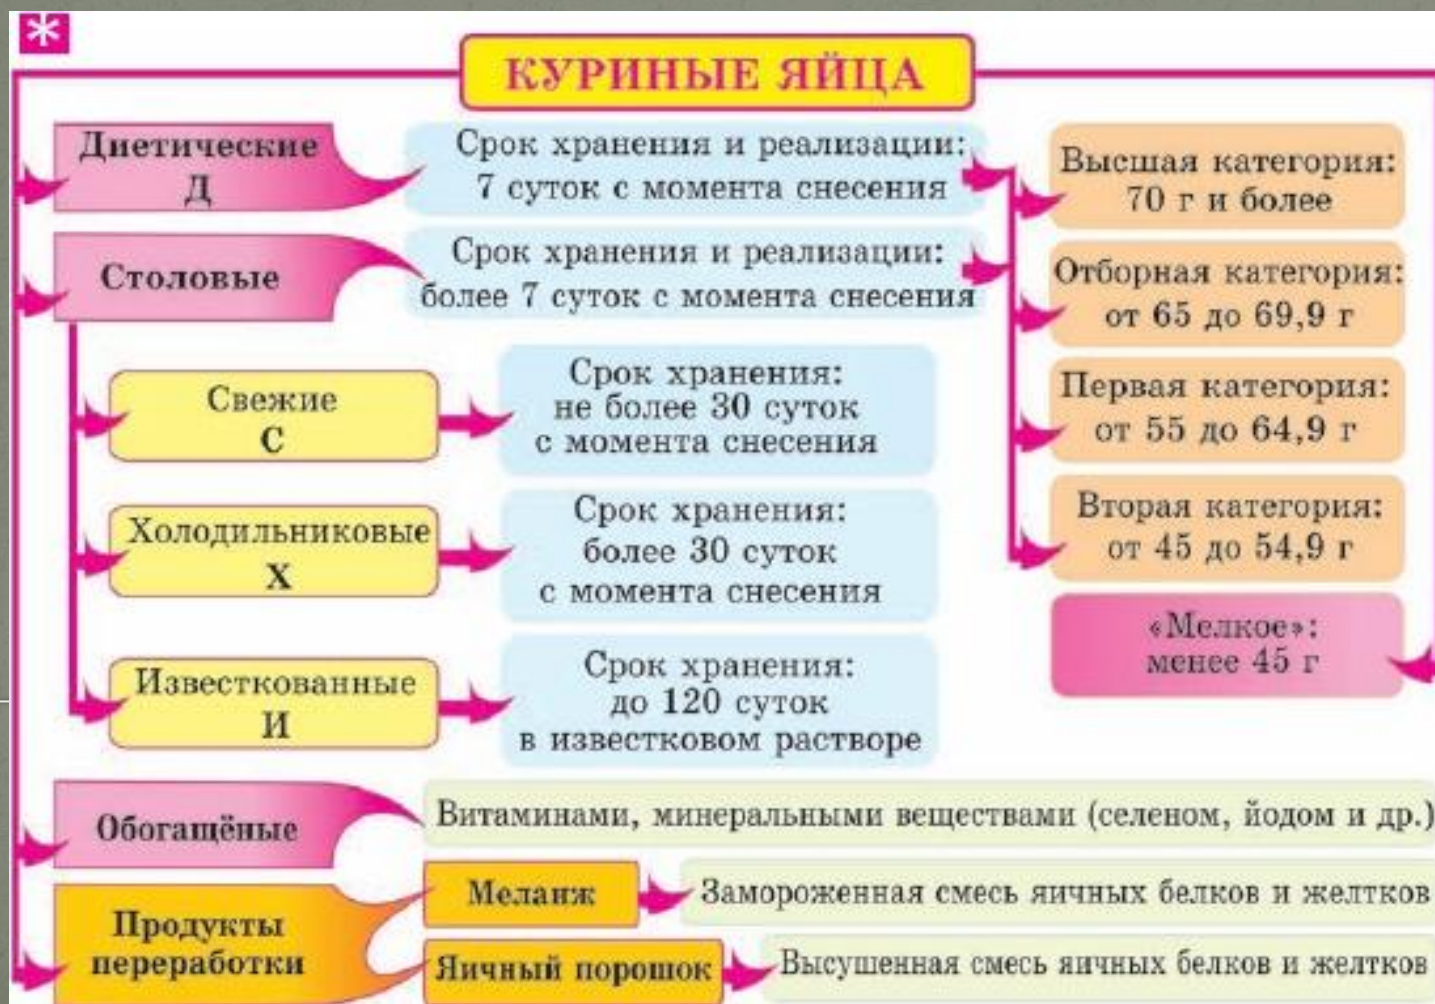 *
КУРИНЫЕ ЯЙЦА
Диетические
Д
Срок хранения и реализации:
7 суток с момента снесения
Столовые
Срок хранения и реализации:
более 7 суток с момента снесения
Свежие
С
Срок хранения:
не более 30 суток
с момента снесения
Холодильниковые
Х
Срок хранения:
более 30 суток
с момента снесения
Известкованные
И
Срок хранения:
до 120 суток
в известковом растворе
Высшая категория:
70 г и более
Отборная категория:
от 65 до 69,9 г
Первая категория:
от 55 до 64,9 г
Вторая категория:
от 45 до 54,9 г
«Мелкое»:
менее 45 г
Обогащёные
Витаминами, минеральными веществами (селеном, йодом и др.)
Продукты
переработки
Меланж
Замороженная смесь яичных белков и желтков
Яичный порошок
Высушенная смесь яичных белков и желтков